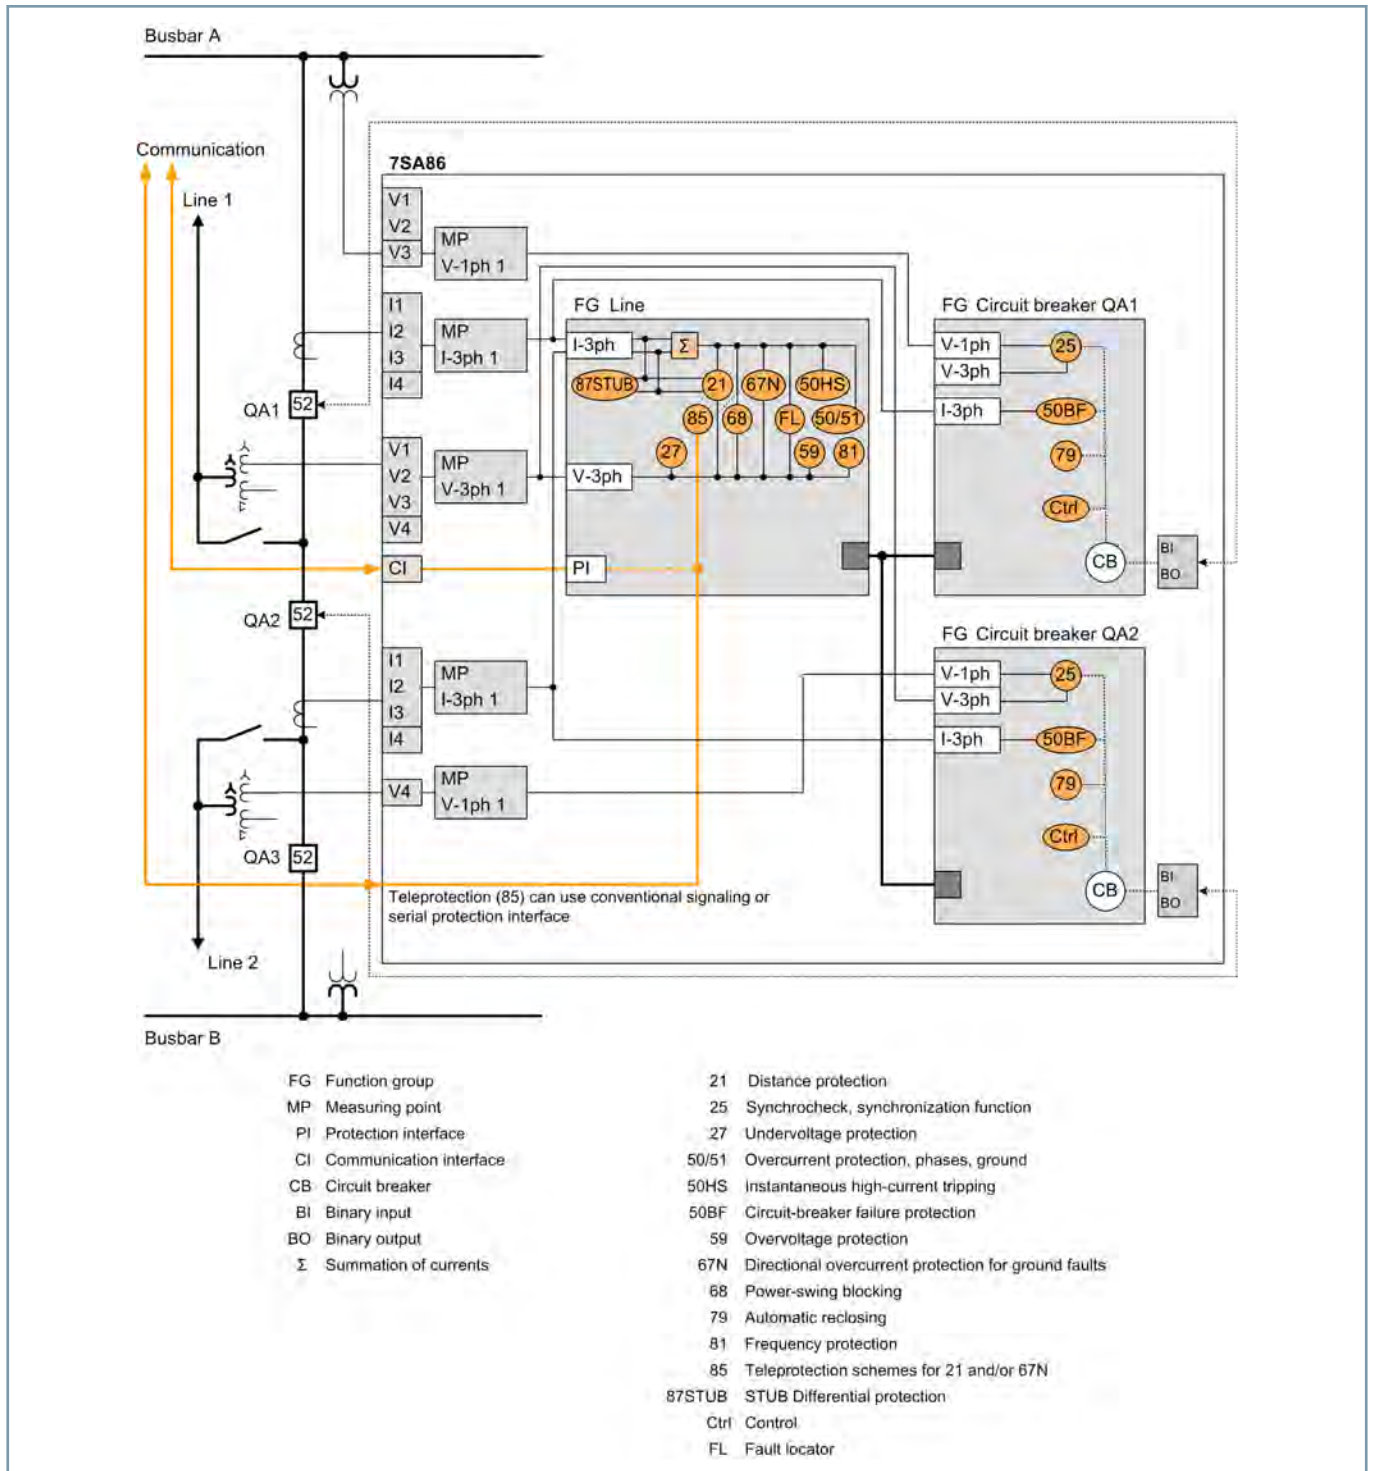 Busbar A
Communication
7SA86
Line 1
V1
V2
V3
MP
V-1ph 1
I1
I2
I3
I4
MP
I-3ph 1
FG Line
FG Circuit breaker QA1
I-3ph
Σ
V-1ph
25
V-3ph
87STUB
21
67N
50HS
I-3ph
50BF
QA1
52
85
68
FL
50/51
V1
V2
V3
V4
MP
V-3ph 1
27
59
81
79
V-3ph
Ctrl
CI
PI
CB
BI
BO
QA2
52
FG Circuit breaker QA2
I1
I2
I3
I4
MP
I-3ph 1
V-1ph
25
V-3ph
I-3ph
50BF
V4
MP
V-1ph 1
79
Ctrl
QA3
52
CB
BI
BO
Teleprotection (85) can use conventional signaling or
serial protection interface
Line 2
Busbar B
FG Function group
MP Measuring point
PI Protection interface
CI Communication interface
CB Circuit breaker
BI Binary input
BO Binary output
Σ Summation of currents
21 Distance protection
25 Synchrocheck, synchronization function
27 Undervoltage protection
50/51 Overcurrent protection, phases, ground
50HS Instantaneous high-current tripping
50BF Circuit-breaker failure protection
59 Overvoltage protection
67N Directional overcurrent protection for ground faults
68 Power-swing blocking
79 Automatic reclosing
81 Frequency protection
85 Teleprotection schemes for 21 and/or 67N
87STUB STUB Differential protection
Ctrl Control
FL Fault locator